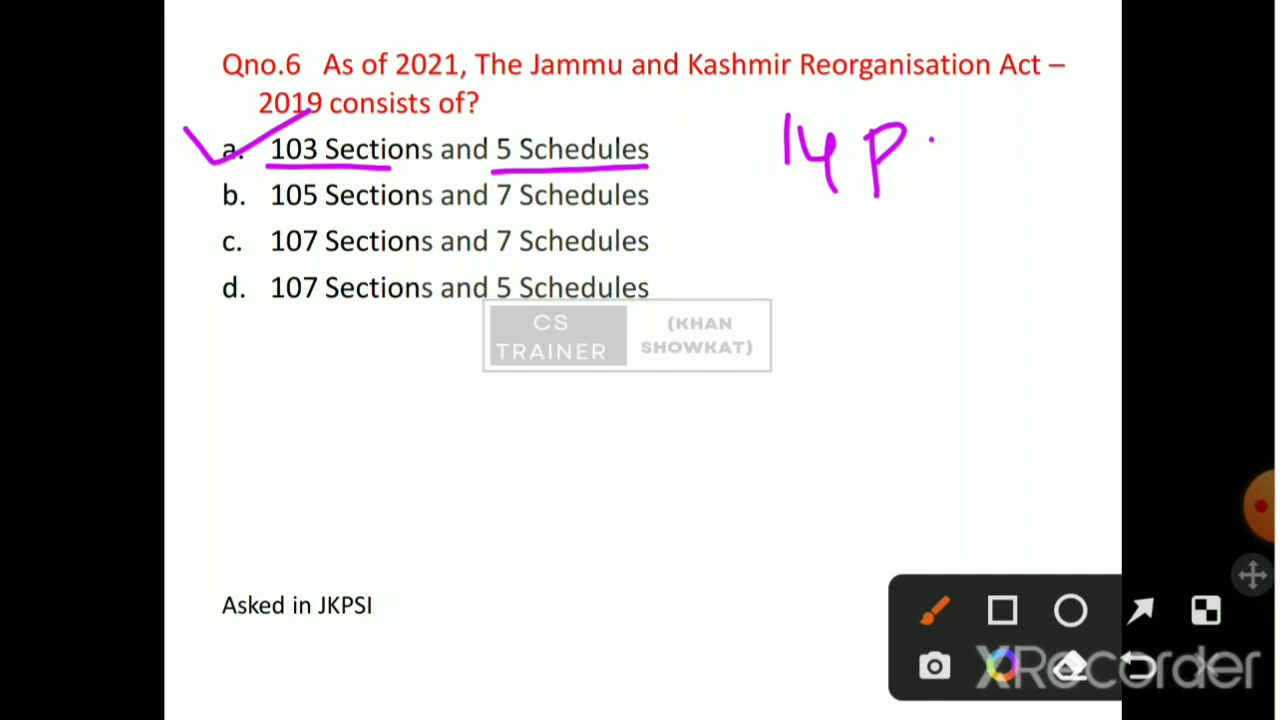 Qno.6 As of 2021, The Jammu and Kashmir Reorganisation Act –
2019 consists of?
a. 103 Sections and 5 Schedules
14 P.
b. 105 Sections and 7 Schedules
c. 107 Sections and 7 Schedules
d. 107 Sections and 5 Schedules
CS
TRAINER
(KHAN
SHOWKAT)
Asked in JKPSI
XRecorder